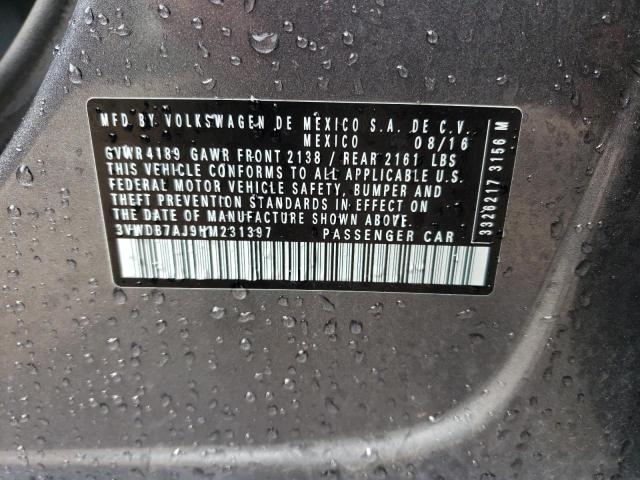 MFD. BY. VOLKSWAGEN DE MEXICO S.A. DE C.V.
MEXICO 08/16
GVWR 4189 GAWR FRONT 2138 / REAR 2161 LBS
THIS VEHICLE CONFORMS TO ALL APPLICABLE U.S.
FEDERAL MOTOR VEHICLE SAFETY, BUMPER AND
THEFT PREVENTION STANDARDS IN EFFECT ON
THE DATE OF MANUFACTURE SHOWN ABOVE.
3VWDB7AJ9HM231397 PASSENGER CAR
33282173156 M